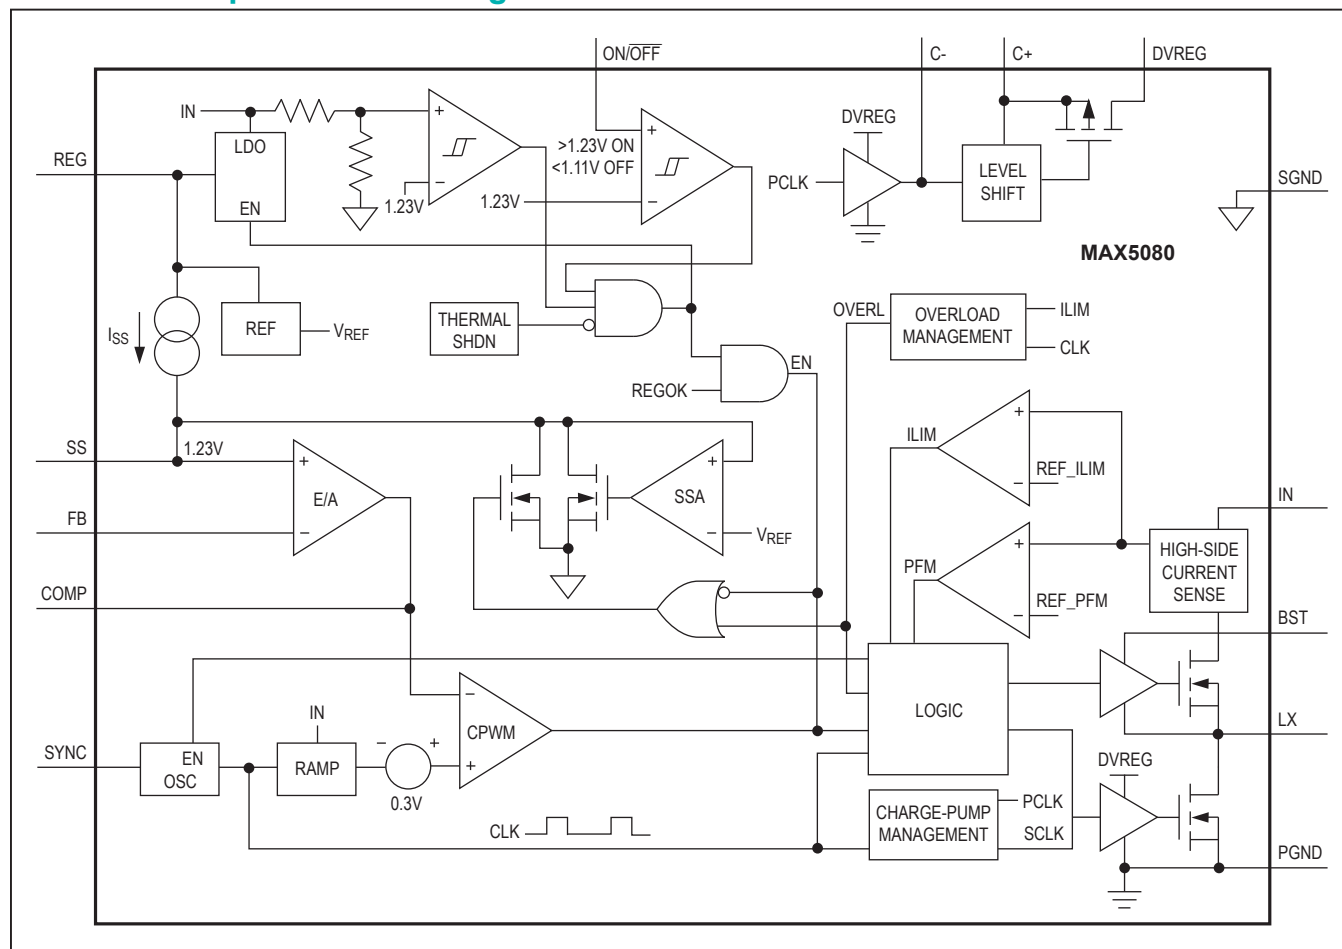 ON/OFF
C-
C+
DVREG
IN
LDO
EN
REG
+
-
1.23V
>1.23V ON
<1.11V OFF
+
-
1.23V
DVREG
PCLK
LEVEL
SHIFT
SGND
MAX5080
ISS
REF
VREF
THERMAL
SHDN
REGOK
EN
OVERL
OVERLOAD
MANAGEMENT
ILIM
CLK
SS
1.23V
FB
+
E/A
-
COMP
+
SSA
-
VREF
ILIM
+
REF_ILIM
-
PFM
+
REF_PFM
-
IN
HIGH-SIDE
CURRENT
SENSE
BST
LX
LOGIC
SYNC
EN
OSC
IN
RAMP
-
+
0.3V
-
CPWM
+
CLK
CHARGE-PUMP
MANAGEMENT
PCLK
SCLK
DVREG
PGND